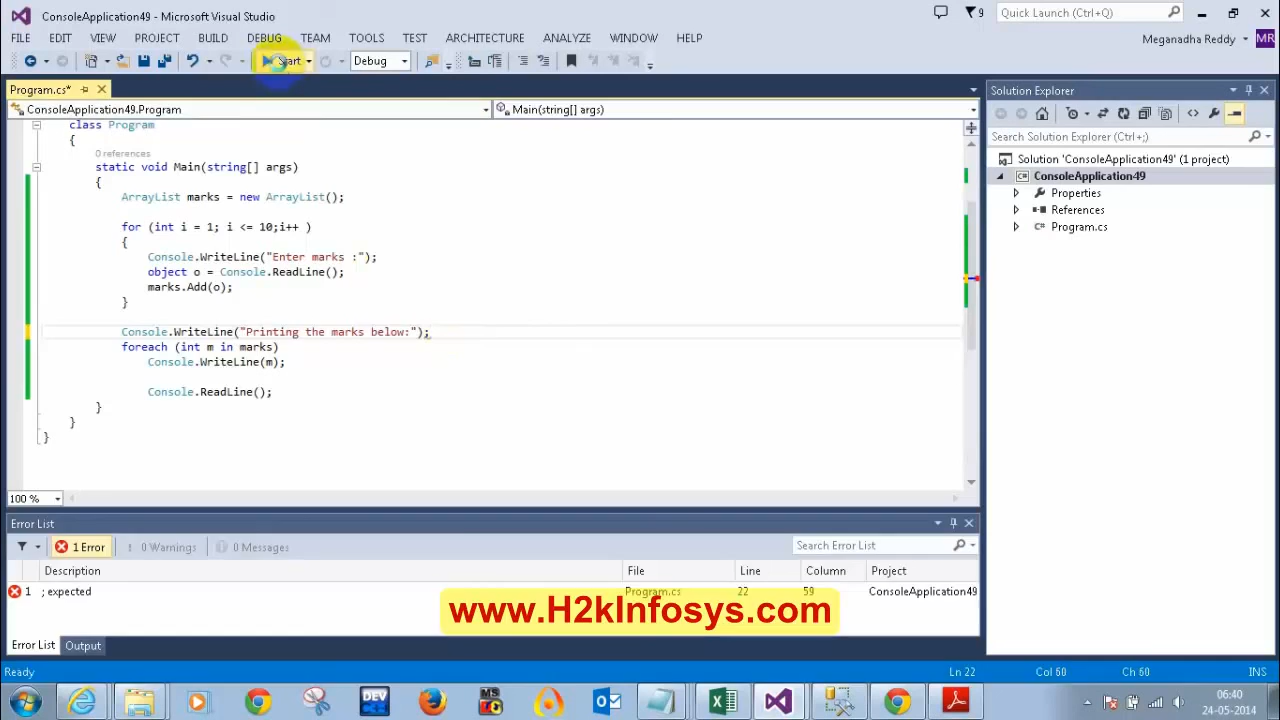 ConsoleApplication49 - Microsoft Visual Studio
9
Quick Launch (Ctrl+Q)
FILE EDIT VIEW PROJECT BUILD DEBUG TEAM TOOLS TEST ARCHITECTURE ANALYZE WINDOW HELP
Meganadha Reddy MR
Start Debug
Program.cs*
Solution Explorer
ConsoleApplication49.Program Main(string[] args)
class Program
{
0 references
static void Main(string[] args)
{
ArrayList marks = new ArrayList();
for (int i = 1; i <= 10;i++ )
{
Console.WriteLine("Enter marks :");
object o = Console.ReadLine();
marks.Add(o);
}
Console.WriteLine("Printing the marks below:");
foreach (int m in marks)
Console.WriteLine(m);
Console.ReadLine();
}
}
}
Search Solution Explorer (Ctrl+;)
Solution 'ConsoleApplication49' (1 project)
ConsoleApplication49
Properties
References
Program.cs
100 %
Error List
1 Error 0 Warnings 0 Messages
Search Error List
Description File Line Column Project
1 ; expected Program.cs 22 59 ConsoleApplication49
www.H2kInfosys.com
Error List Output
Ready Ln 22 Col 60 Ch 60 INS
DEV
MS
06:40
24-05-2014